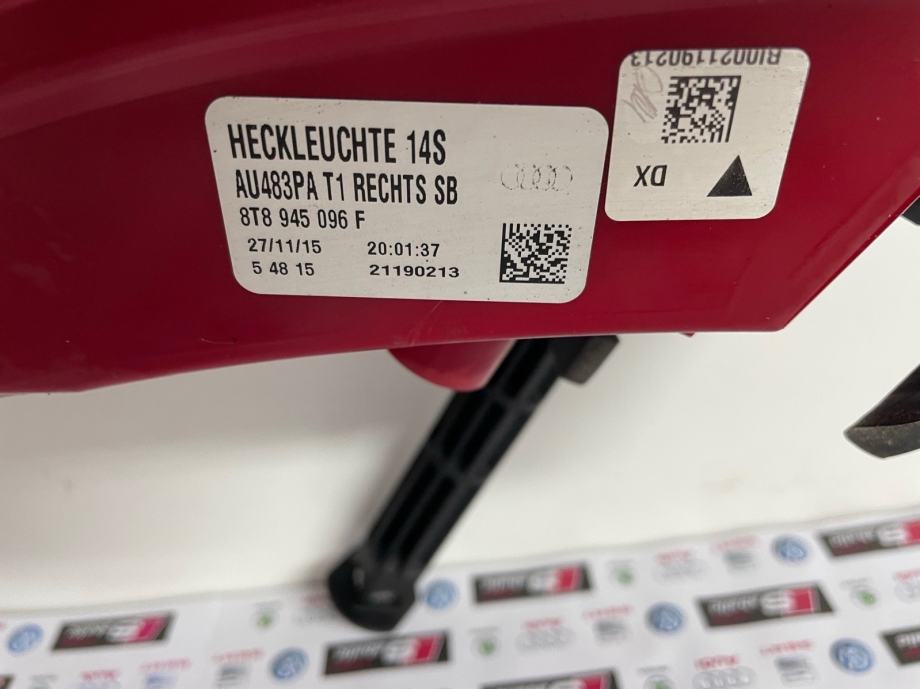 HECKLEUCHTE 14S
AU483PA T1 RECHTS SB
8T8 945 096 F
27/11/15 20:01:37
5 48 15 21190213
RI0021190213
DX